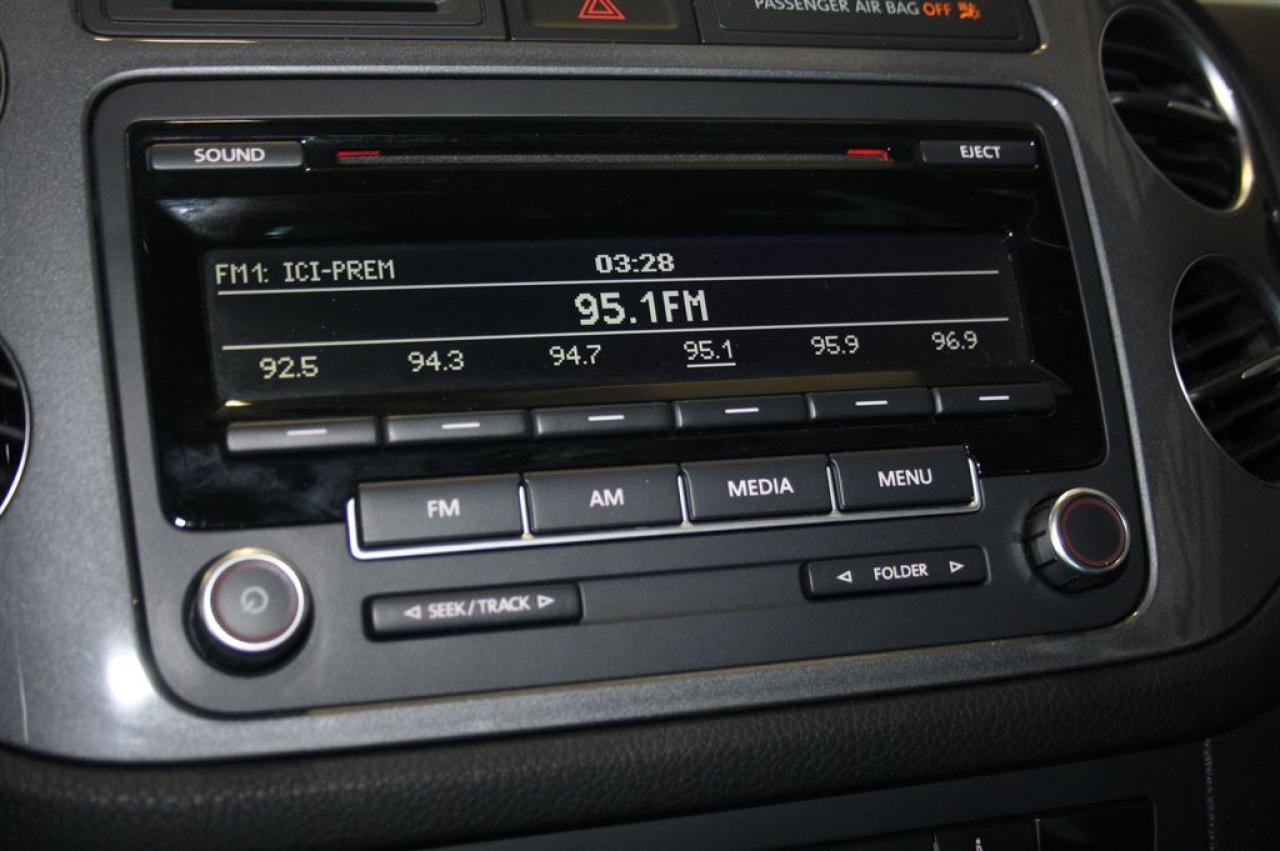 PASSENGER AIR BAG OFF
SOUND
EJECT
FM1: ICI-PREM
03:28
95.1FM
92.5 94.3 94.7 95.1 95.9 96.9
FM AM MEDIA MENU
SEEK/TRACK
FOLDER